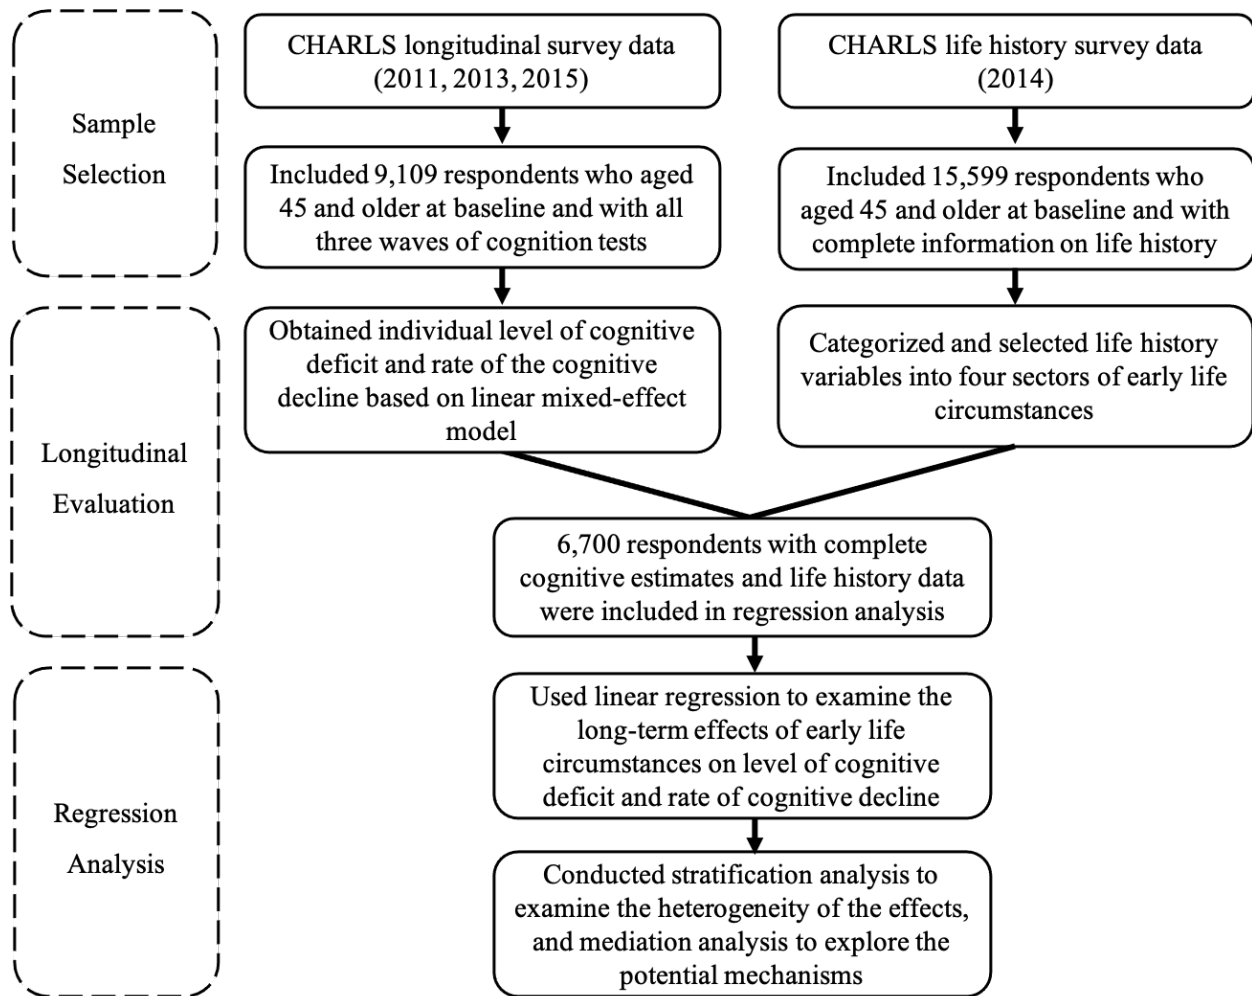 Sample
Selection
CHARLS longitudinal survey data
(2011, 2013, 2015)
CHARLS life history survey data
(2014)
Included 9,109 respondents who aged
45 and older at baseline and with all
three waves of cognition tests
Included 15,599 respondents who
aged 45 and older at baseline and with
complete information on life history
Longitudinal
Evaluation
Obtained individual level of cognitive
deficit and rate of the cognitive
decline based on linear mixed-effect
model
Categorized and selected life history
variables into four sectors of early life
circumstances
6,700 respondents with complete
cognitive estimates and life history data
were included in regression analysis
Regression
Analysis
Used linear regression to examine the
long-term effects of early life
circumstances on level of cognitive
deficit and rate of cognitive decline
Conducted stratification analysis to
examine the heterogeneity of the effects,
and mediation analysis to explore the
potential mechanisms